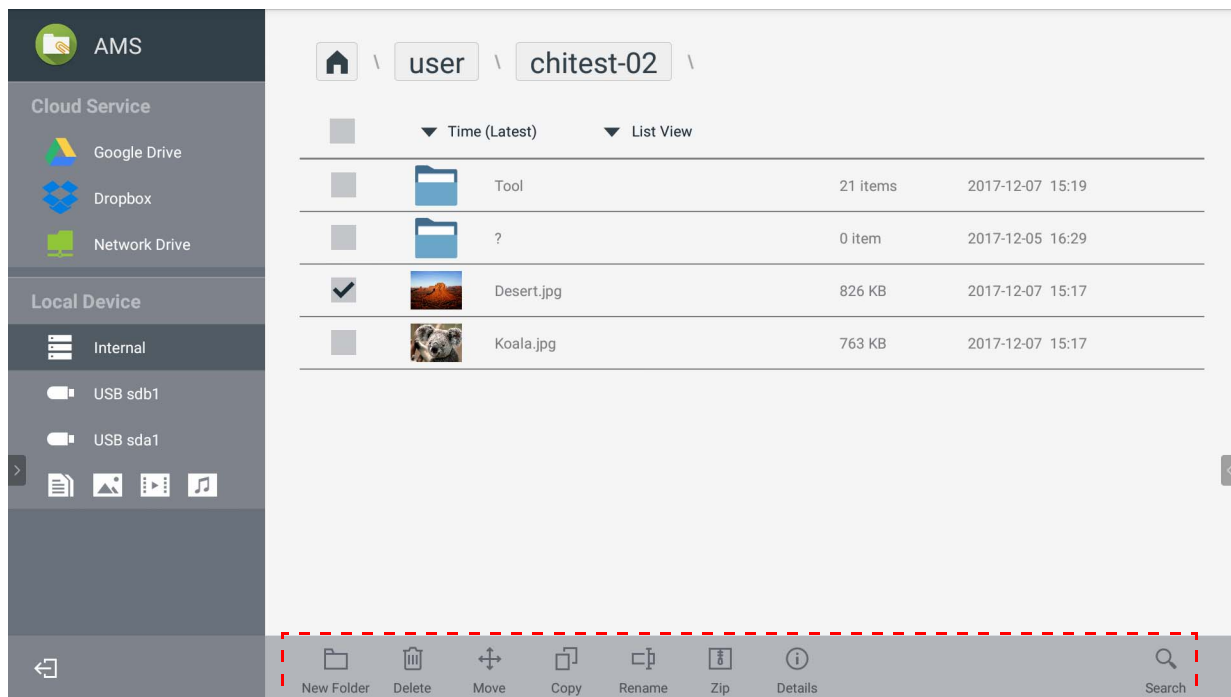 AMS
Cloud Service
Google Drive
Dropbox
Network Drive
Local Device
Internal
USB sdb1
USB sda1
\ user \ chitest-02 \
Time (Latest) List View
Tool 21 items 2017-12-07 15:19
? 0 item 2017-12-05 16:29
Desert.jpg 826 KB 2017-12-07 15:17
Koala.jpg 763 KB 2017-12-07 15:17
New Folder Delete Move Copy Rename Zip Details Search